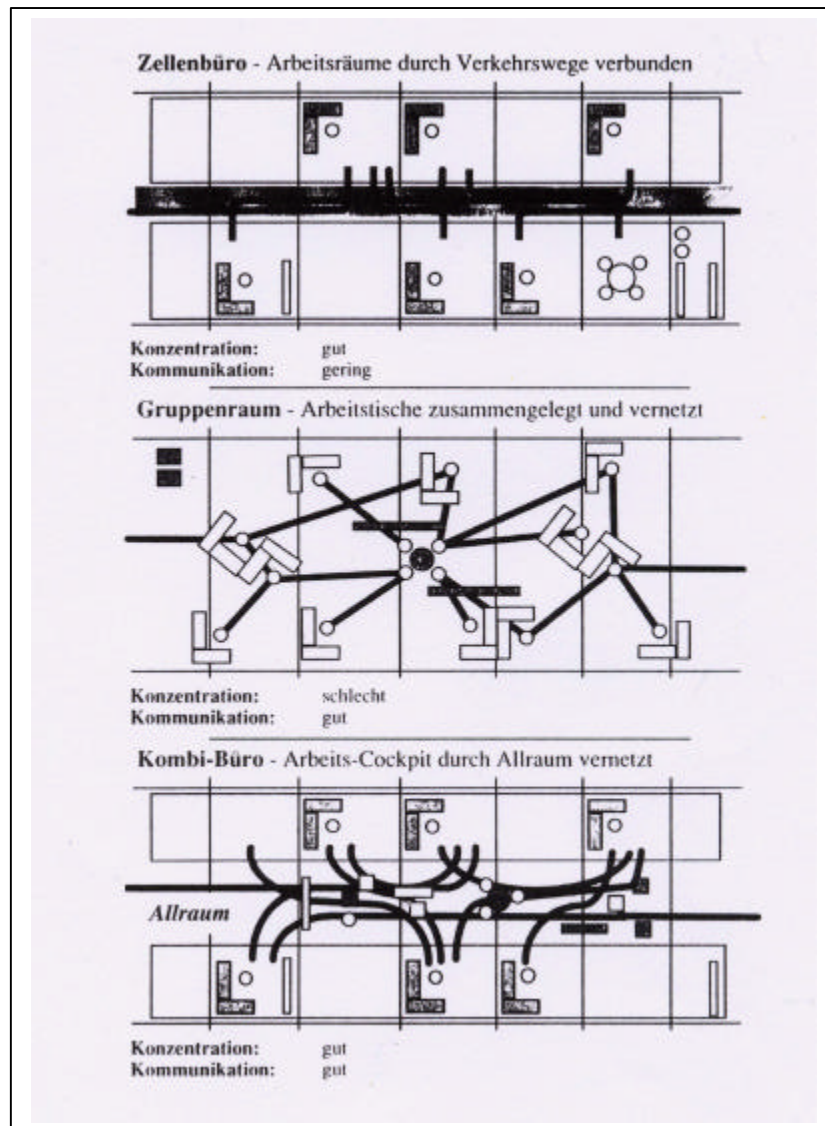 Zellenbüro - Arbeitsräume durch Verkehrswege verbunden
Konzentration: gut
Kommunikation: gering
Gruppenraum - Arbeitstische zusammengelegt und vernetzt
Konzentration: schlecht
Kommunikation: gut
Kombi-Büro - Arbeits-Cockpit durch Allraum vernetzt
Allraum
Konzentration: gut
Kommunikation: gut